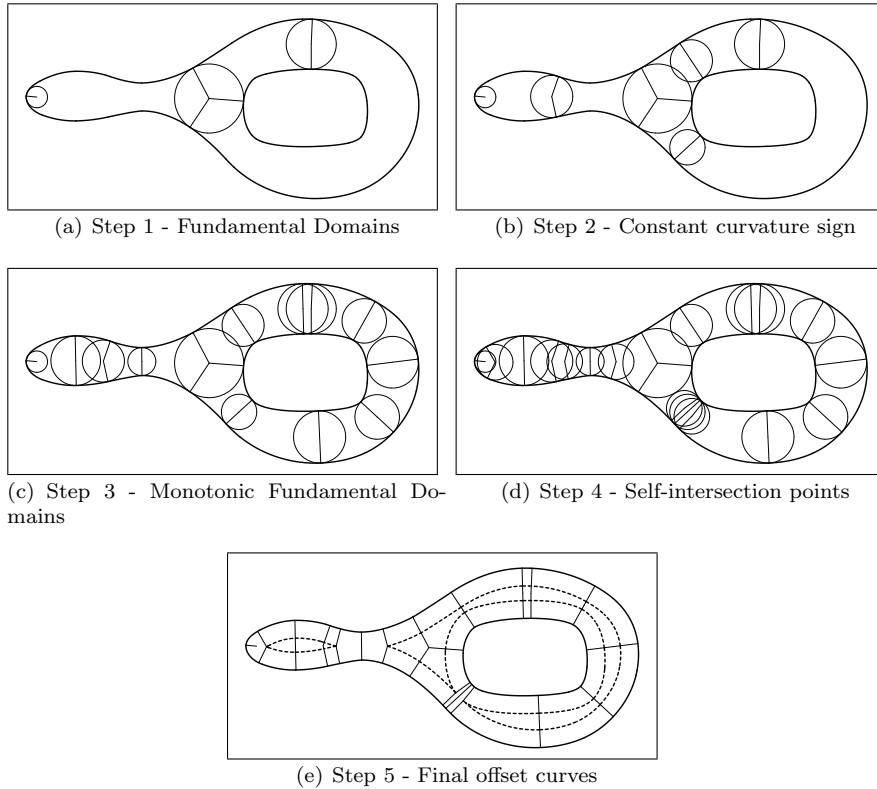 (a) Step 1 - Fundamental Domains
(b) Step 2 - Constant curvature sign
(c) Step 3 - Monotonic Fundamental Do-
mains
(d) Step 4 - Self-intersection points
(e) Step 5 - Final offset curves